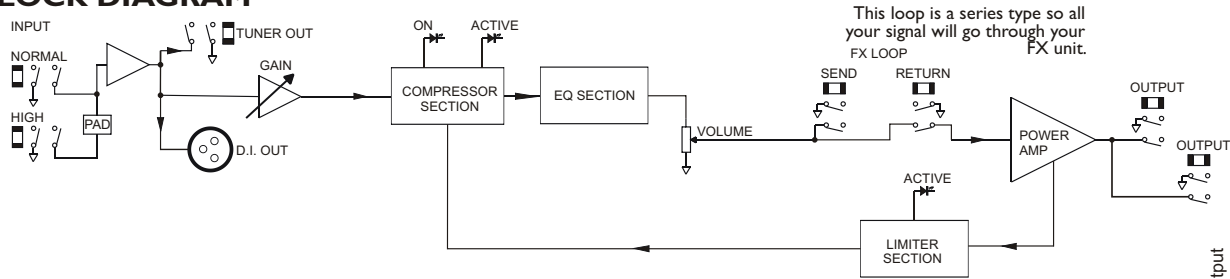 BLOCK DIAGRAM
INPUT
NORMAL
HIGH
PAD
TUNER OUT
D.I. OUT
GAIN
ON
ACTIVE
COMPRESSOR
SECTION
EQ SECTION
VOLUME
This loop is a series type so all
your signal will go through your
FX unit.
FX LOOP
SEND
RETURN
POWER
AMP
OUTPUT
OUTPUT
ACTIVE
LIMITER
SECTION
tput